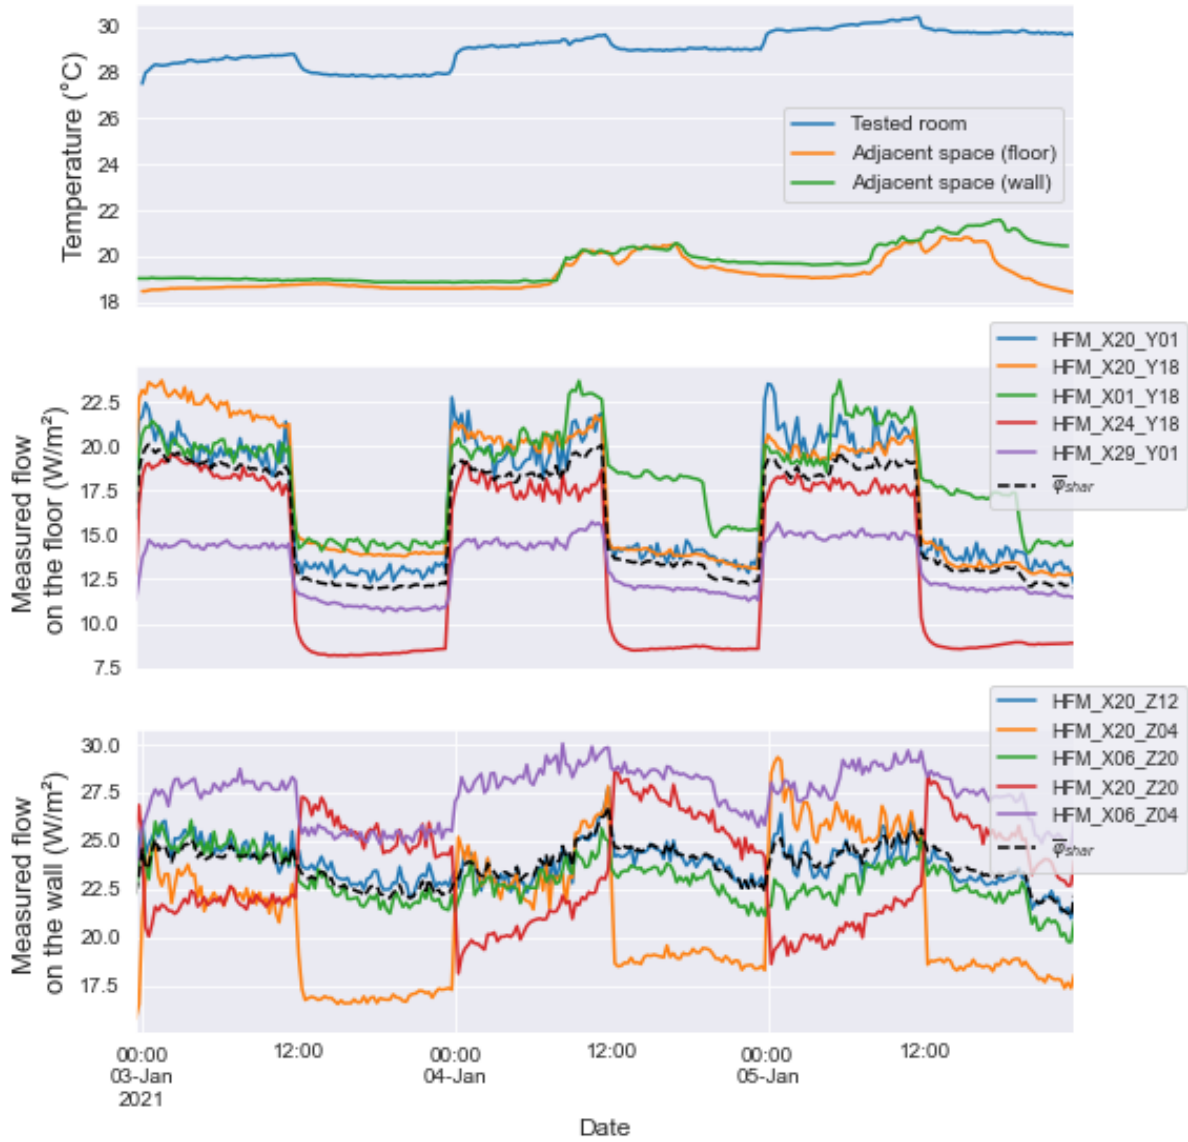 30
28
26
24
22
20
18
Temperature (°C)
Tested room
Adjacent space (floor)
Adjacent space (wall)
22.5
20.0
17.5
15.0
12.5
10.0
7.5
Measured flow
on the floor (W/m²)
HFM_X20_Y01
HFM_X20_Y18
HFM_X01_Y18
HFM_X24_Y18
HFM_X29_Y01
φ̅shar
30.0
27.5
25.0
22.5
20.0
17.5
Measured flow
on the wall (W/m²)
HFM_X20_Z12
HFM_X20_Z04
HFM_X06_Z20
HFM_X20_Z20
HFM_X06_Z04
φ̅shar
00:00 12:00 00:00 12:00 00:00 12:00
03-Jan 04-Jan 05-Jan
2021
Date